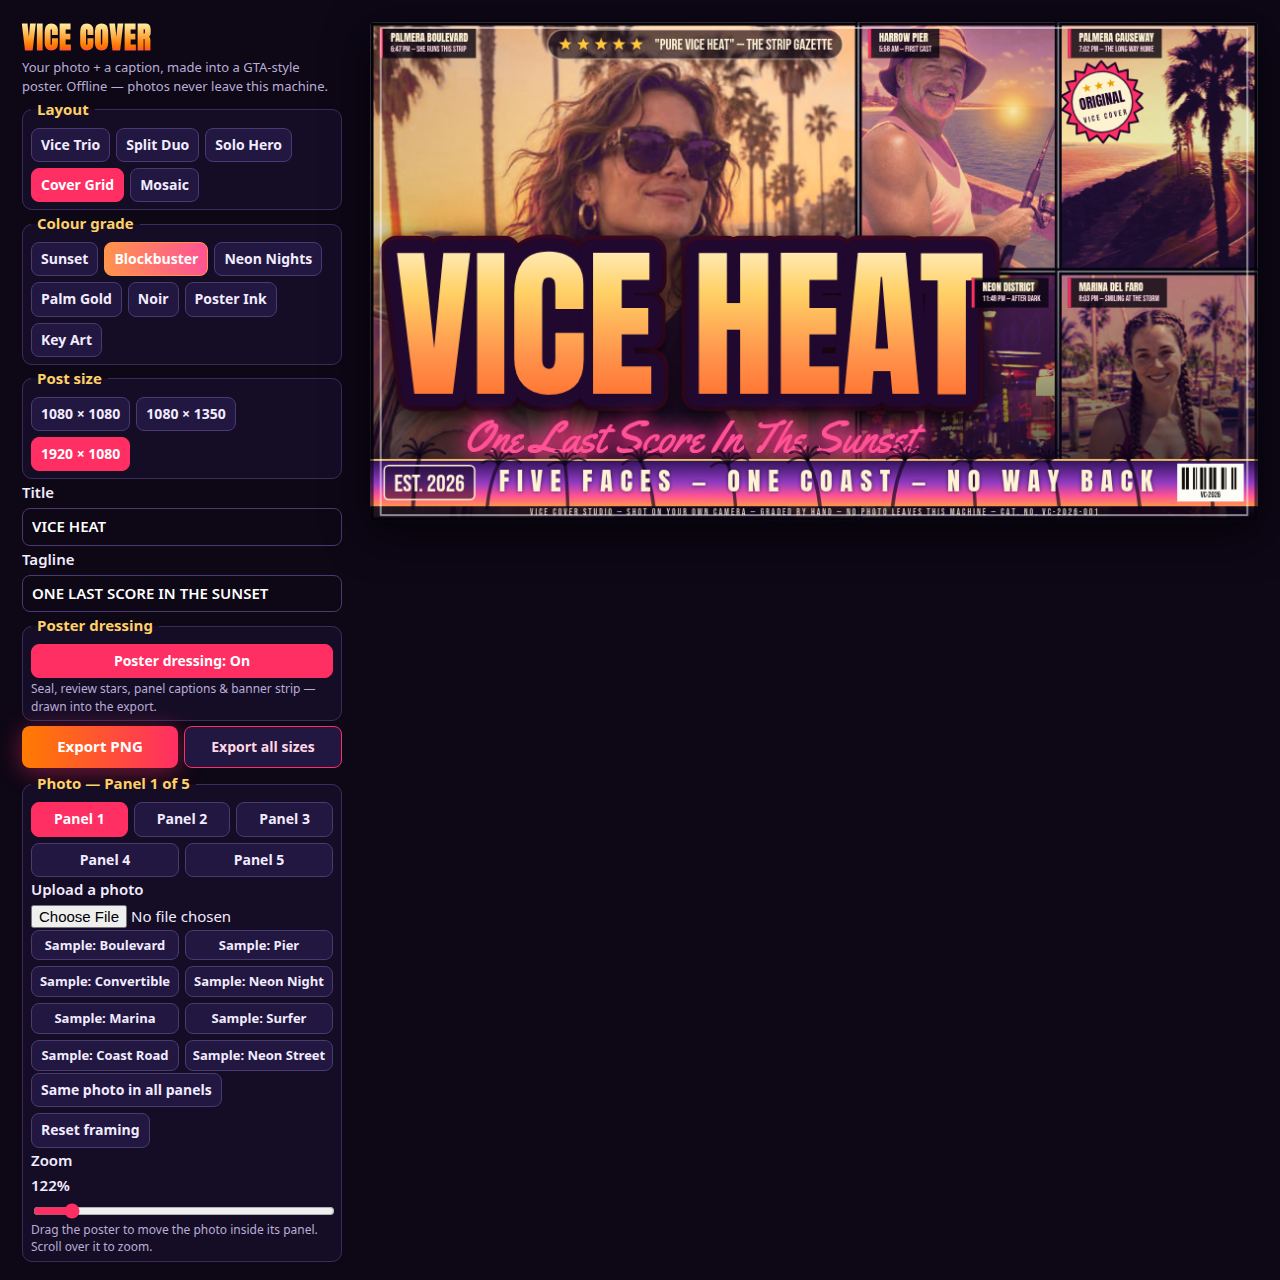 VICE COVER
Your photo + a caption, made into a GTA-style
poster. Offline — photos never leave this machine.
Layout
Vice Trio
Split Duo
Solo Hero
Cover Grid
Mosaic
Colour grade
Sunset
Blockbuster
Neon Nights
Palm Gold
Noir
Poster Ink
Key Art
Post size
1080 × 1080
1080 × 1350
1920 × 1080
Title
VICE HEAT
Tagline
ONE LAST SCORE IN THE SUNSET
Poster dressing
Poster dressing: On
Seal, review stars, panel captions & banner strip —
drawn into the export.
Export PNG
Export all sizes
Photo — Panel 1 of 5
Panel 1
Panel 2
Panel 3
Panel 4
Panel 5
Upload a photo
Choose File No file chosen
Sample: Boulevard
Sample: Pier
Sample: Convertible
Sample: Neon Night
Sample: Marina
Sample: Surfer
Sample: Coast Road
Sample: Neon Street
Same photo in all panels
Reset framing
Zoom
122%
Drag the poster to move the photo inside its panel.
Scroll over it to zoom.
PALMERA BOULEVARD
6:47 PM — SHE RUNS THIS STRIP
★★★★★ "PURE VICE HEAT" — THE STRIP GAZETTE
HARROW PIER
5:58 AM — FIRST CAST
PALMERA CAUSEWAY
7:02 PM — THE LONG WAY HOME
★★★
ORIGINAL
VICE COVER
VICE HEAT
NEON DISTRICT
11:48 PM — AFTER DARK
MARINA DEL FARO
8:03 PM — SMILING AT THE STORM
One Last Score In The Sunset
EST. 2026
FIVE FACES — ONE COAST — NO WAY BACK
VC-2026
VICE COVER STUDIO — SHOT ON YOUR OWN CAMERA — GRADED BY HAND — NO PHOTO LEAVES THIS MACHINE — CAT. NO. VC-2026-001